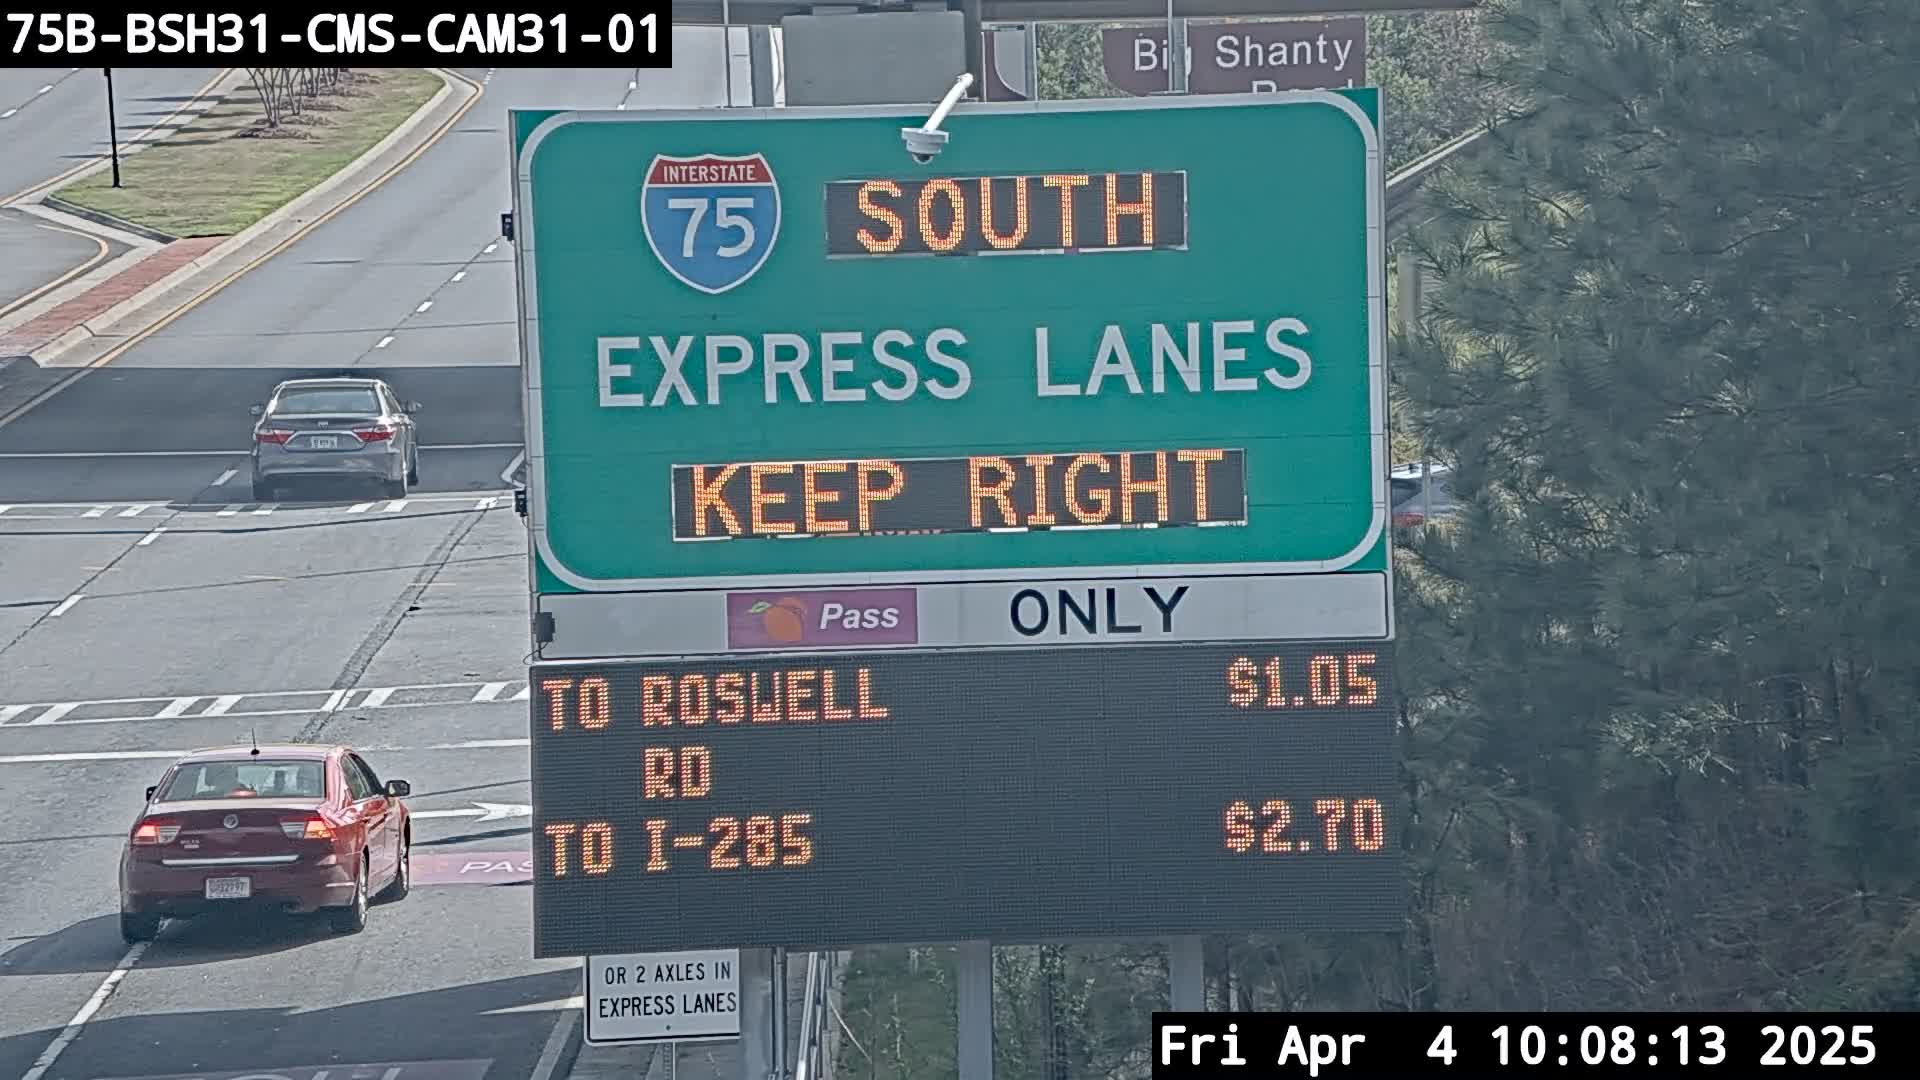 75B-BSH31-CMS-CAM31-01
Big Shanty
INTERSTATE
75
SOUTH
EXPRESS LANES
KEEP RIGHT
Pass ONLY
TO ROSWELL $1.05
RD
TO I-285 $2.70
OR 2 AXLES IN
EXPRESS LANES
Fri Apr 4 10:08:13 2025